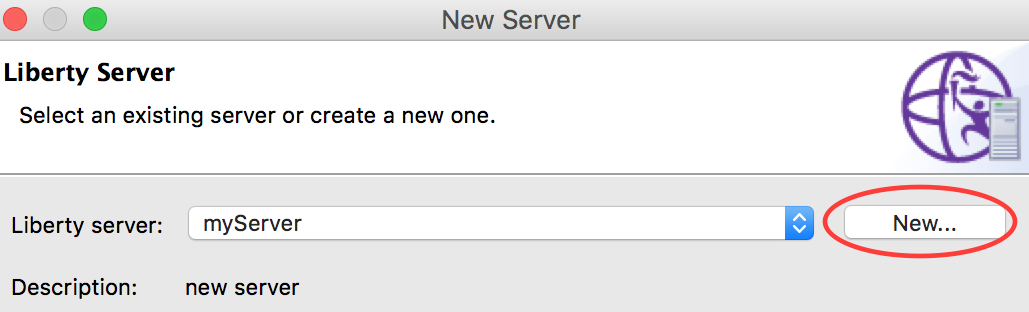 New Server
Liberty Server
Select an existing server or create a new one.
Liberty server: myServer New...
Description: new server